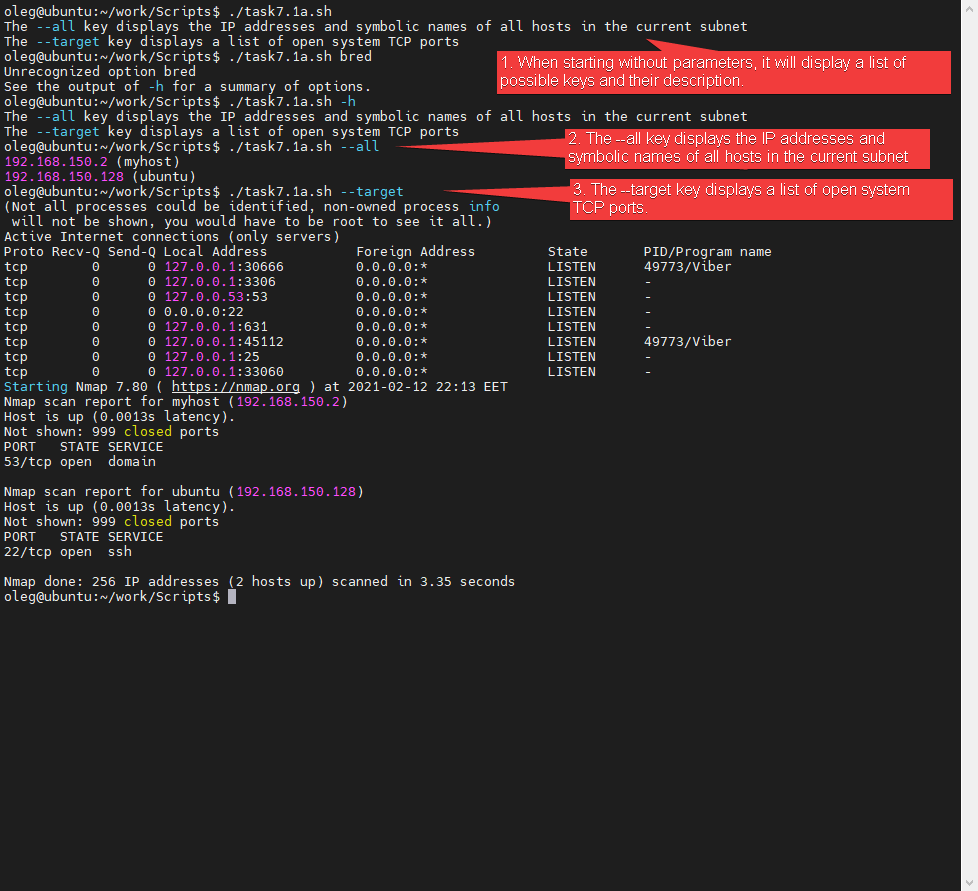 oleg@ubuntu:~/work/Scripts$ ./task7.1a.sh
The --all key displays the IP addresses and symbolic names of all hosts in the current subnet
The --target key displays a list of open system TCP ports
oleg@ubuntu:~/work/Scripts$ ./task7.1a.sh bred
Unrecognized option bred
See the output of -h for a summary of options.
1. When starting without parameters, it will display a list of
possible keys and their description.
oleg@ubuntu:~/work/Scripts$ ./task7.1a.sh -h
The --all key displays the IP addresses and symbolic names of all hosts in the current subnet
The --target key displays a list of open system TCP ports
oleg@ubuntu:~/work/Scripts$ ./task7.1a.sh --all
2. The --all key displays the IP addresses and
symbolic names of all hosts in the current subnet
192.168.150.2 (myhost)
192.168.150.128 (ubuntu)
oleg@ubuntu:~/work/Scripts$ ./task7.1a.sh --target
3. The --target key displays a list of open system
TCP ports.
(Not all processes could be identified, non-owned process info
 will not be shown, you would have to be root to see it all.)
Active Internet connections (only servers)
Proto Recv-Q Send-Q Local Address           Foreign Address         State       PID/Program name
tcp        0      0 127.0.0.1:30666         0.0.0.0:*               LISTEN      49773/Viber
tcp        0      0 127.0.0.1:3306          0.0.0.0:*               LISTEN      -
tcp        0      0 127.0.0.53:53           0.0.0.0:*               LISTEN      -
tcp        0      0 0.0.0.0:22              0.0.0.0:*               LISTEN      -
tcp        0      0 127.0.0.1:631           0.0.0.0:*               LISTEN      -
tcp        0      0 127.0.0.1:45112         0.0.0.0:*               LISTEN      49773/Viber
tcp        0      0 127.0.0.1:25            0.0.0.0:*               LISTEN      -
tcp        0      0 127.0.0.1:33060         0.0.0.0:*               LISTEN      -
Starting Nmap 7.80 ( https://nmap.org ) at 2021-02-12 22:13 EET
Nmap scan report for myhost (192.168.150.2)
Host is up (0.0013s latency).
Not shown: 999 closed ports
PORT   STATE SERVICE
53/tcp open  domain
Nmap scan report for ubuntu (192.168.150.128)
Host is up (0.0013s latency).
Not shown: 999 closed ports
PORT   STATE SERVICE
22/tcp open  ssh
Nmap done: 256 IP addresses (2 hosts up) scanned in 3.35 seconds
oleg@ubuntu:~/work/Scripts$